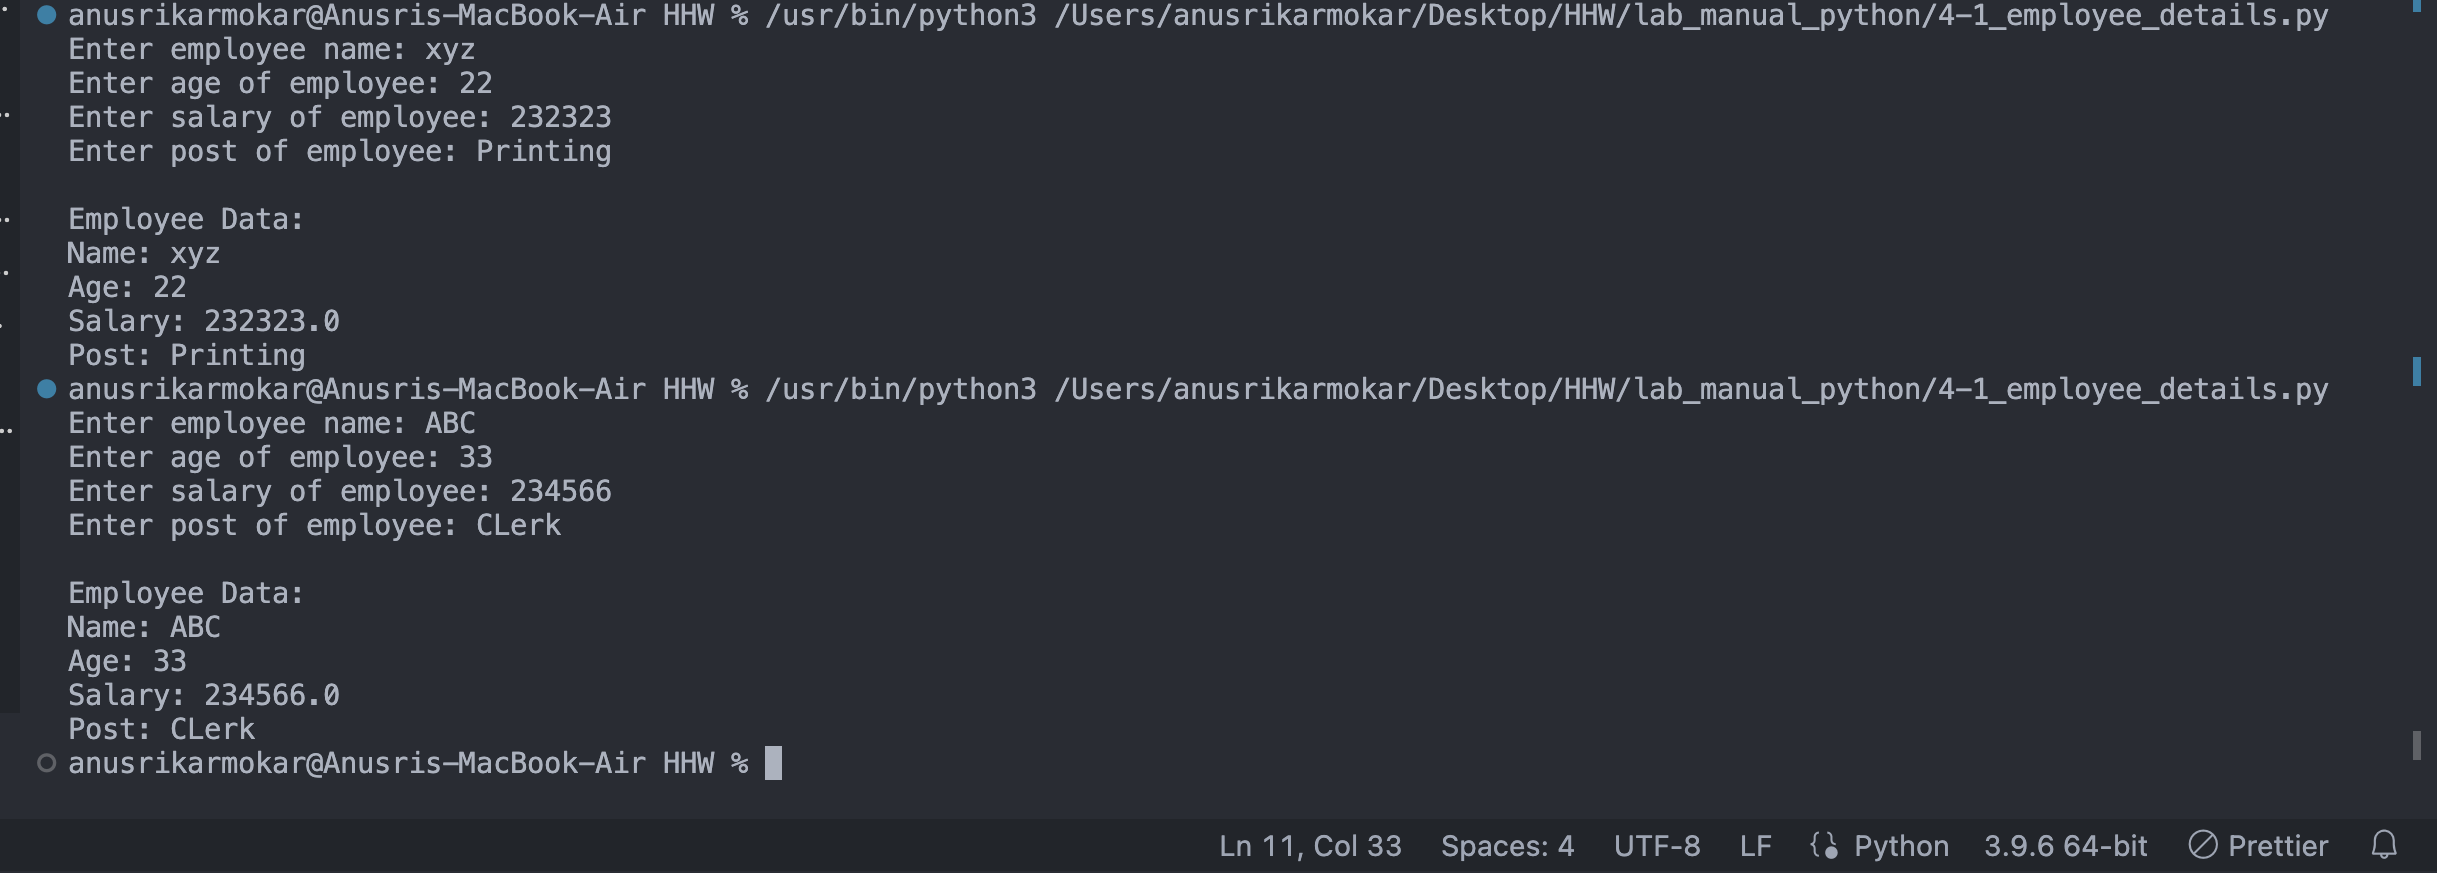 anusrikarmokar@Anusris-MacBook-Air HHW % /usr/bin/python3 /Users/anusrikarmokar/Desktop/HHW/lab_manual_python/4-1_employee_details.py
Enter employee name: xyz
Enter age of employee: 22
Enter salary of employee: 232323
Enter post of employee: Printing
Employee Data:
Name: xyz
Age: 22
Salary: 232323.0
Post: Printing
anusrikarmokar@Anusris-MacBook-Air HHW % /usr/bin/python3 /Users/anusrikarmokar/Desktop/HHW/lab_manual_python/4-1_employee_details.py
Enter employee name: ABC
Enter age of employee: 33
Enter salary of employee: 234566
Enter post of employee: CLerk
Employee Data:
Name: ABC
Age: 33
Salary: 234566.0
Post: CLerk
anusrikarmokar@Anusris-MacBook-Air HHW %
Ln 11, Col 33 Spaces: 4 UTF-8 LF Python 3.9.6 64-bit Prettier